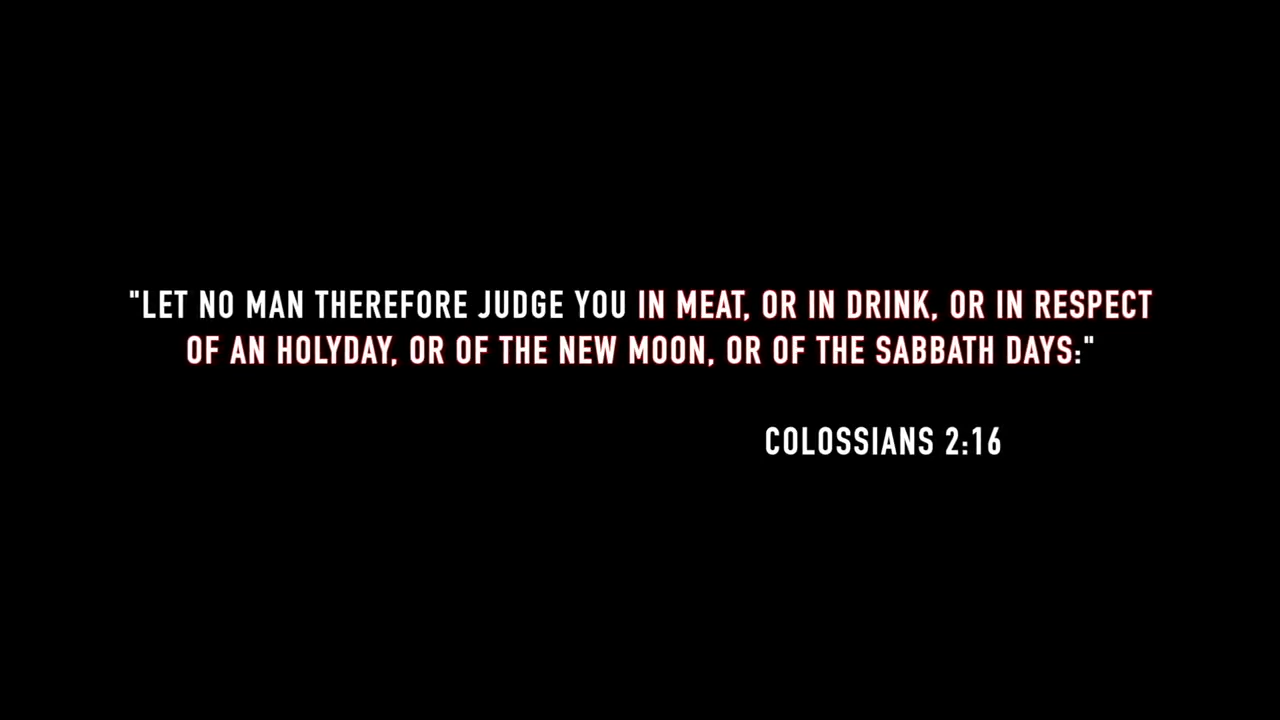 "LET NO MAN THEREFORE JUDGE YOU IN MEAT, OR IN DRINK, OR IN RESPECT
OF AN HOLYDAY, OR OF THE NEW MOON, OR OF THE SABBATH DAYS:"
COLOSSIANS 2:16